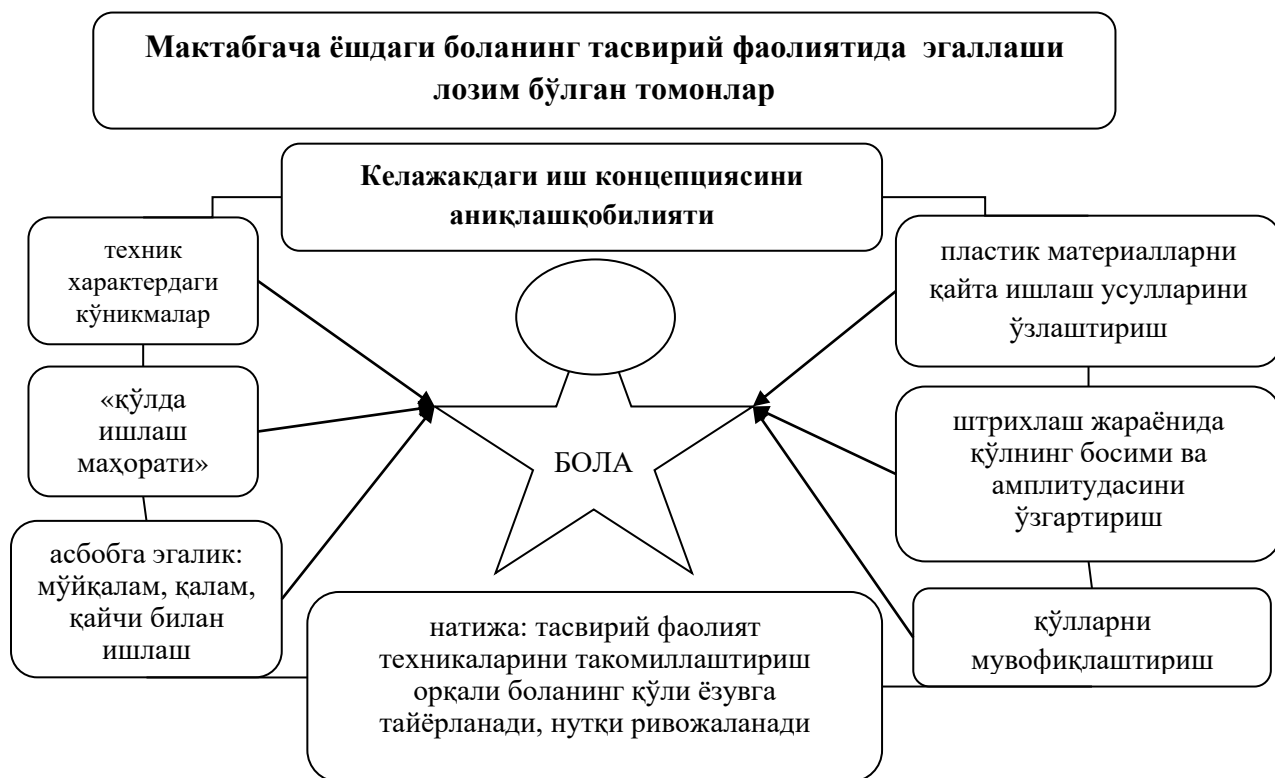 Мактабгача ёшдаги боланинг тасвирий фаолиятида эгаллаши
лозим бўлган томонлар
Келажакдаги иш концепциясини
аниқлашқобилияти
техник
характердаги
кўникмалар
«қўлда
ишлаш
маҳорати»
асбобга эгалик:
мўйқалам, қалам,
қайчи билан
ишлаш
БОЛА
пластик материалларни
қайта ишлаш усулларини
ўзлаштириш
штрихлаш жараёнида
қўлнинг босими ва
амплитудасини
ўзгартириш
қўлларни
мувофиқлаштириш
натижа: тасвирий фаолият
техникаларини такомиллаштириш
орқали боланинг қўли ёзувга
тайёрланади, нутқи ривожаланади